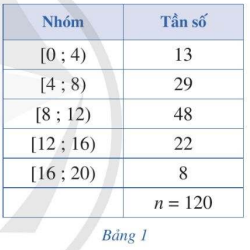 Nhóm Tần số
[0 ; 4) 13
[4 ; 8) 29
[8 ; 12) 48
[12 ; 16) 22
[16 ; 20) 8
n = 120
Bảng 1